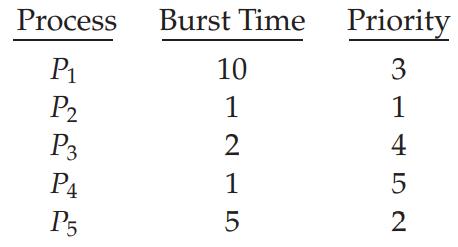 Process Burst Time Priority
P1 10 3
P2 1 1
P3 2 4
P4 1 5
P5 5 2